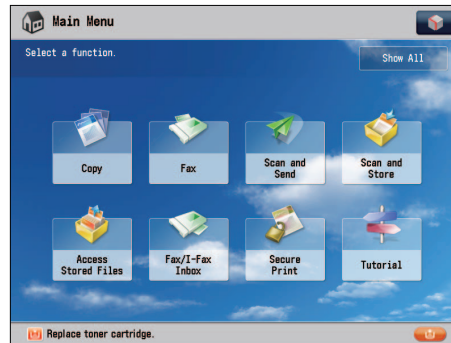 Main Menu
Select a function.
Show All
Copy
Fax
Scan and
Send
Scan and
Store
Access
Stored Files
Fax/I-Fax
Inbox
Secure
Print
Tutorial
Replace toner cartridge.